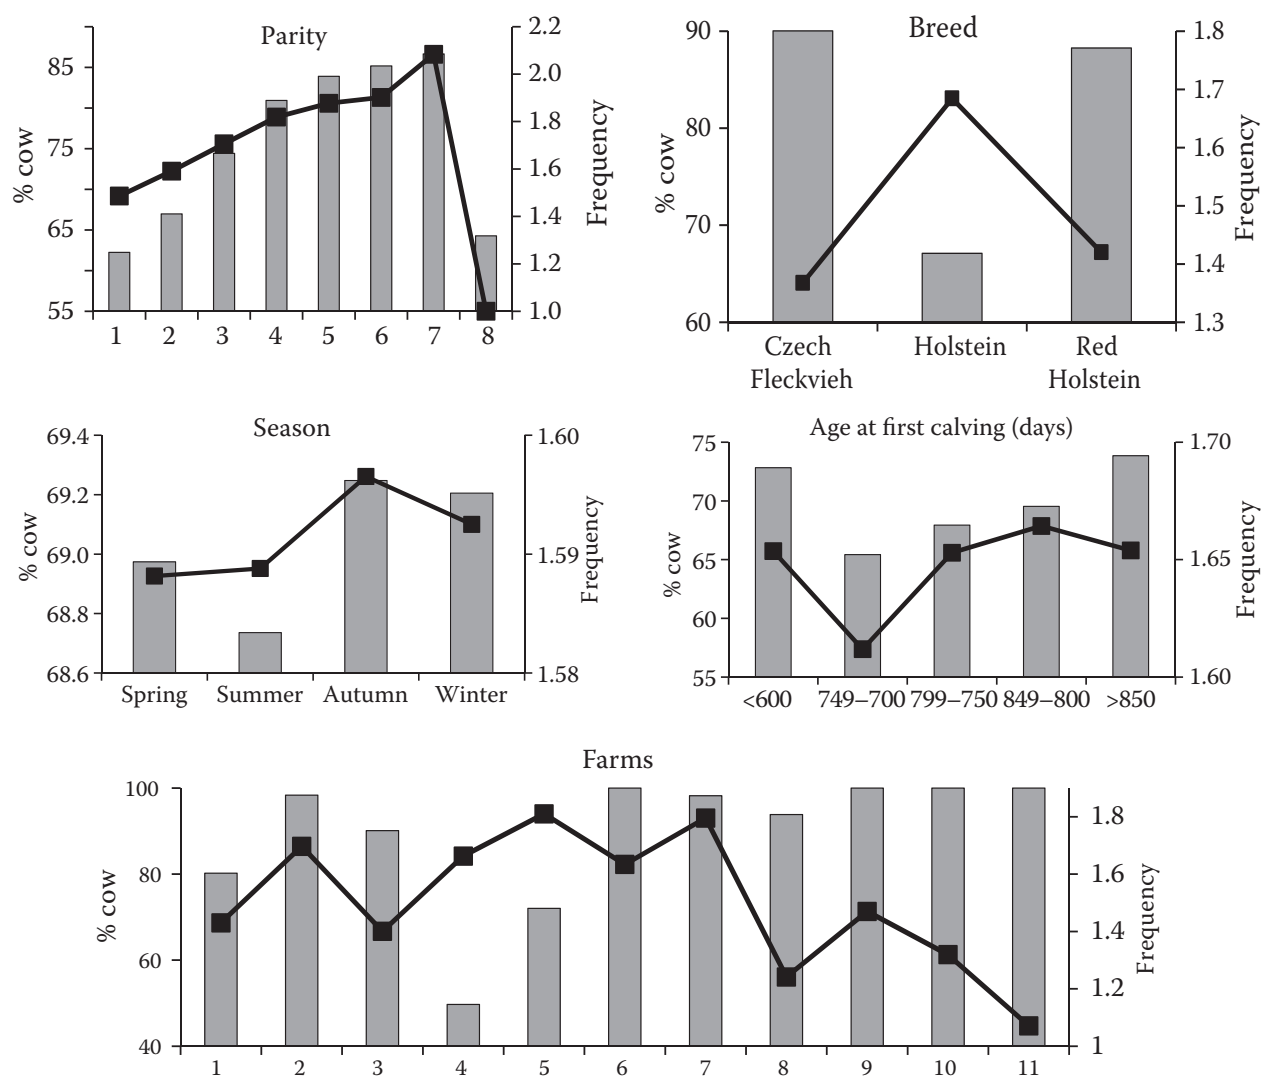 Parity
% cow
85
75
65
55
2.2
2.0
1.8
1.6
1.4
1.2
1.0
Frequency
1 2 3 4 5 6 7 8
Breed
% cow
90
80
70
60
1.8
1.7
1.6
1.5
1.4
1.3
Frequency
Czech Fleckvieh
Holstein
Red Holstein
Season
% cow
69.4
69.2
69.0
68.8
68.6
1.60
1.59
1.58
Frequency
Spring Summer Autumn Winter
Age at first calving (days)
% cow
75
70
65
60
55
1.70
1.65
1.60
Frequency
<600 749–700 799–750 849–800 >850
Farms
% cow
100
80
60
40
1.8
1.6
1.4
1.2
1
Frequency
1 2 3 4 5 6 7 8 9 10 11